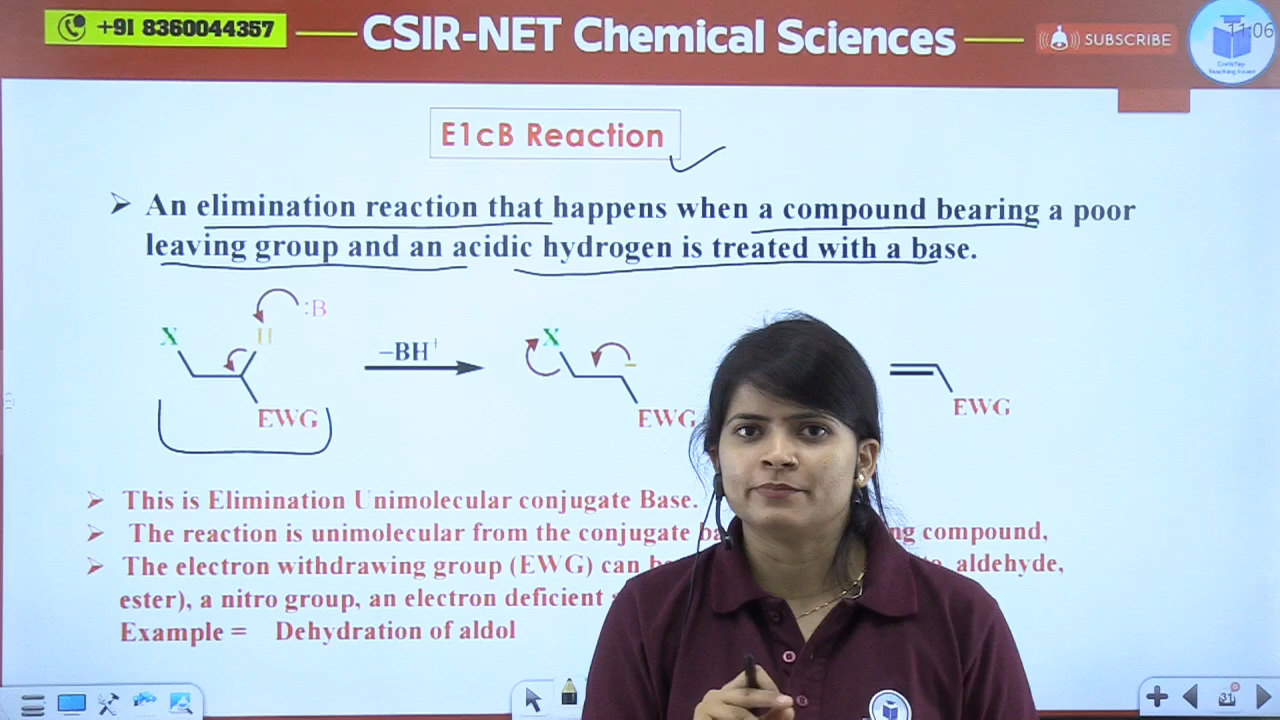 +91 8360044357
CSIR-NET Chemical Sciences
SUBSCRIBE
11:06
E1cB Reaction
➤ An elimination reaction that happens when a compound bearing a poor
leaving group and an acidic hydrogen is treated with a base.
:B
X H
–BH⁺
X –
EWG
EWG
EWG
➤ This is Elimination Unimolecular conjugate Base.
➤ The reaction is unimolecular from the conjugate compound,
➤ The electron withdrawing group (EWG) can aldehyde,
ester), a nitro group, an electron deficient
Example = Dehydration of aldol
31